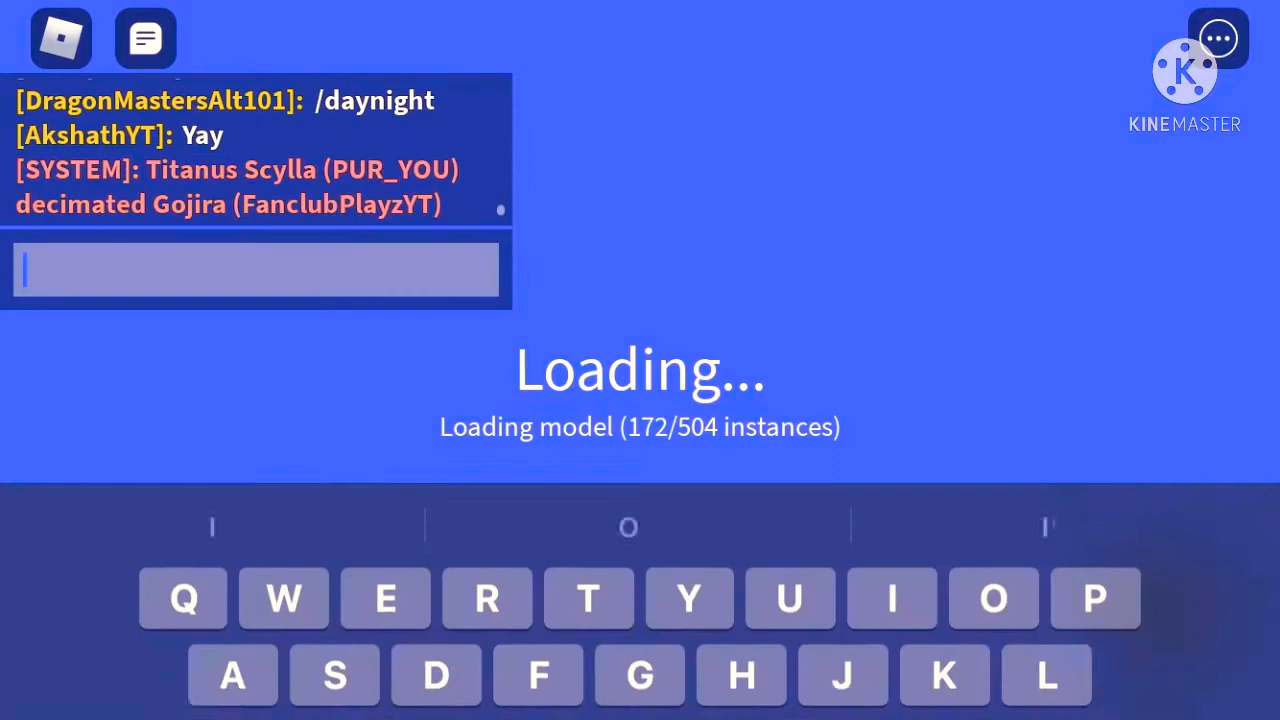 [DragonMastersAlt101]: /daynight
[AkshathYT]: Yay
[SYSTEM]: Titanus Scylla (PUR_YOU)
decimated Gojira (FanclubPlayzYT)
K
KINEMASTER
Loading...
Loading model (172/504 instances)
I O I'
Q W E R T Y U I O P
A S D F G H J K L